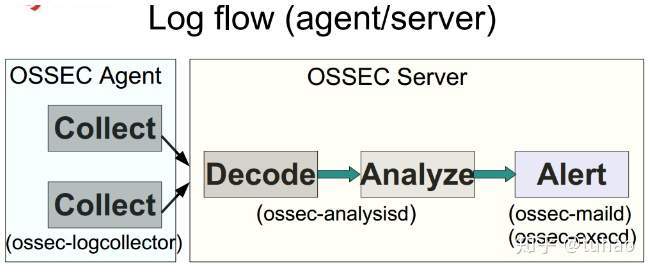 Log flow (agent/server)
OSSEC Agent
OSSEC Server
Collect
Collect
(ossec-logcollector)
Decode
Analyze
Alert
(ossec-analysisd)
(ossec-maild)
(ossec-execd)
知乎 @tuhao